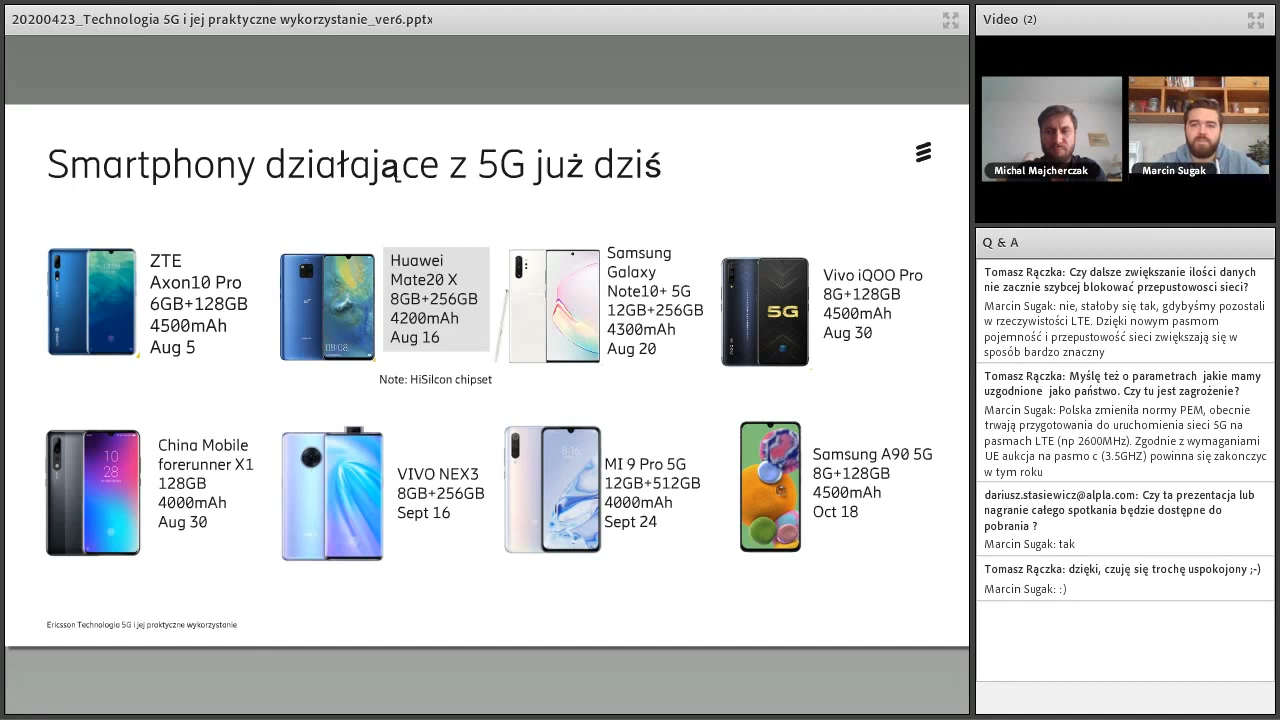 20200423_Technologia 5G i jej praktyczne wykorzystanie_ver6.pptx
Smartphony działające z 5G już dziś
ZTE
Axon10 Pro
6GB+128GB
4500mAh
Aug 5
Huawei
Mate20 X
8GB+256GB
4200mAh
Aug 16
Note: HiSilcon chipset
Samsung
Galaxy
Note10+ 5G
12GB+256GB
4300mAh
Aug 20
5G
Vivo iQOO Pro
8G+128GB
4500mAh
Aug 30
10
28
China Mobile
forerunner X1
128GB
4000mAh
Aug 30
VIVO NEX3
8GB+256GB
Sept 16
MI 9 Pro 5G
12GB+512GB
4000mAh
Sept 24
Samsung A90 5G
8G+128GB
4500mAh
Oct 18
Ericsson Technologia 5G i jej praktyczne wykorzystanie
Video (2)
Michal Majcherczak
Marcin Sugak
Q & A
Tomasz Rączka: Czy dalsze zwiększanie ilości danych
nie zacznie szybcej blokować przepustowosci sieci?
Marcin Sugak: nie, stałoby się tak, gdybyśmy pozostali
w rzeczywistości LTE. Dzięki nowym pasmom
pojemność i przepustowość sieci zwiększają się w
sposób bardzo znaczny
Tomasz Rączka: Myślę też o parametrach jakie mamy
uzgodnione jako państwo. Czy tu jest zagrożenie?
Marcin Sugak: Polska zmieniła normy PEM, obecnie
trwają przygotowania do uruchomienia sieci 5G na
pasmach LTE (np 2600MHz). Zgodnie z wymaganiami
UE aukcja na pasmo c (3.5GHZ) powinna się zakonczyc
w tym roku
dariusz.stasiewicz@alpla.com: Czy ta prezentacja lub
nagranie całego spotkania będzie dostępne do
pobrania ?
Marcin Sugak: tak
Tomasz Rączka: dzięki, czuję się trochę uspokojony ;-)
Marcin Sugak: :)